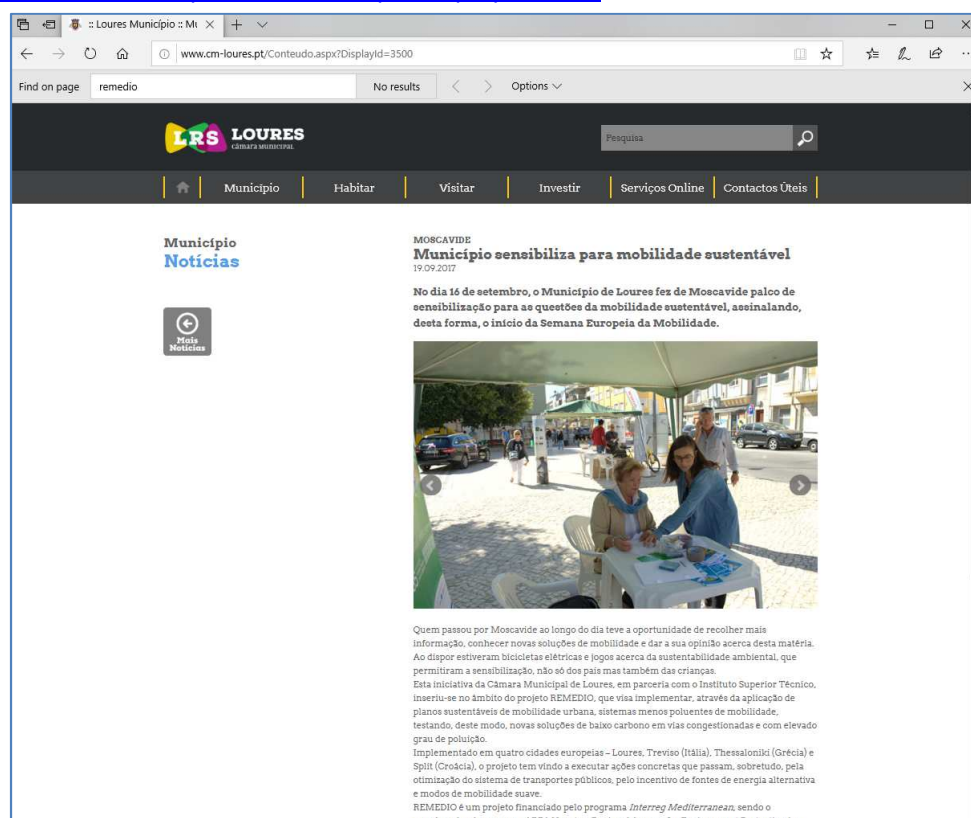 :: Loures Município :: Mu
www.cm-loures.pt/Conteudo.aspx?DisplayId=3500
Find on page remedio No results Options
LRS LOURES
CÂMARA MUNICIPAL
Pesquisa
Município Habitar Visitar Investir Serviços Online Contactos Úteis
Município
Notícias
Mais
Notícias
MOSCAVIDE
Município sensibiliza para mobilidade sustentável
19.09.2017
No dia 16 de setembro, o Município de Loures fez de Moscavide palco de
sensibilização para as questões da mobilidade sustentável, assinalando,
desta forma, o início da Semana Europeia da Mobilidade.
Quem passou por Moscavide ao longo do dia teve a oportunidade de recolher mais
informação, conhecer novas soluções de mobilidade e dar a sua opinião acerca desta matéria.
Ao dispor estiveram bicicletas elétricas e jogos acerca da sustentabilidade ambiental, que
permitiram a sensibilização, não só dos pais mas também das crianças.
Esta iniciativa da Câmara Municipal de Loures, em parceria com o Instituto Superior Técnico,
inseriu-se no âmbito do projeto REMEDIO, que visa implementar, através da aplicação de
planos sustentáveis de mobilidade urbana, sistemas menos poluentes de mobilidade,
testando, deste modo, novas soluções de baixo carbono em vias congestionadas e com elevado
grau de poluição.
Implementado em quatro cidades europeias – Loures, Treviso (Itália), Thessaloniki (Grécia) e
Split (Croácia), o projeto tem vindo a executar ações concretas que passam, sobretudo, pela
otimização do sistema de transportes públicos, pelo incentivo de fontes de energia alternativa
e modos de mobilidade suave.
REMEDIO é um projeto financiado pelo programa Interreg Mediterranean, sendo o